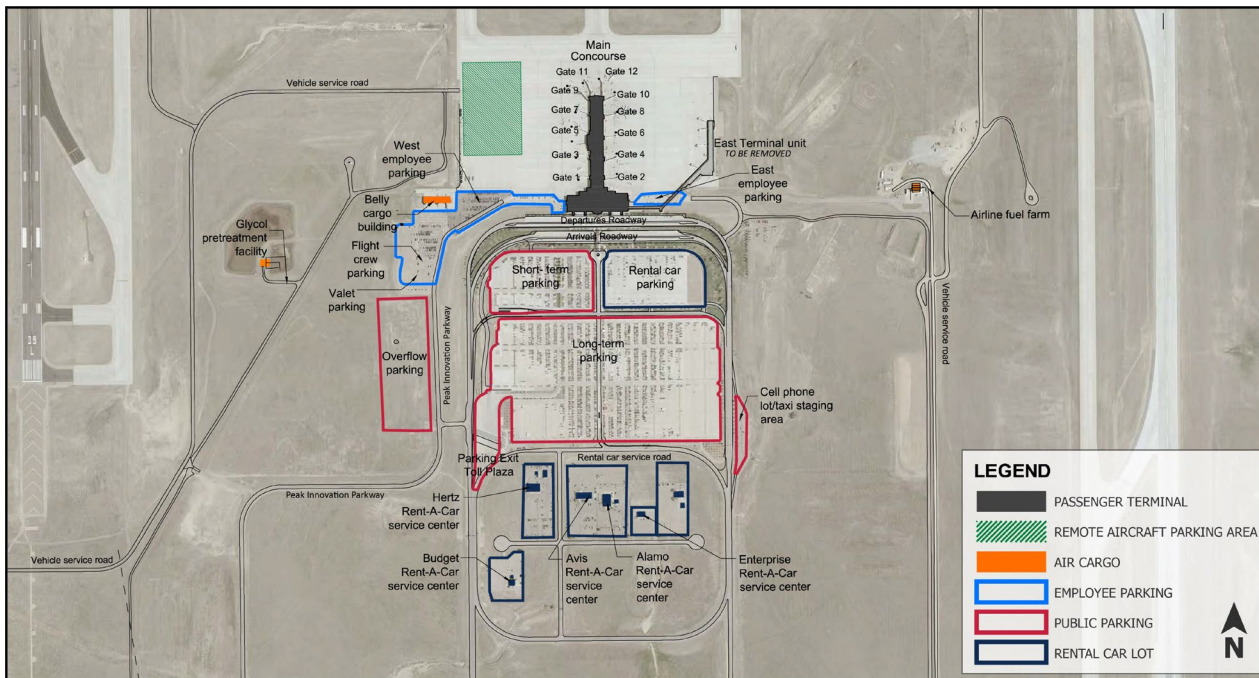 Main
Concourse
Gate 11
Gate 12
Gate 9
Gate 10
Gate 7
Gate 8
Gate 5
Gate 6
Gate 3
Gate 4
Gate 1
Gate 2
Vehicle service road
West
employee
parking
East Terminal unit
TO BE REMOVED
East
employee
parking
Belly
cargo
building
Airline fuel farm
Glycol
pretreatment
facility
Departures Roadway
Arrivals Roadway
Flight
crew
parking
Valet
parking
Short- term
parking
Rental car
parking
Vehicle service road
Overflow
parking
Peak Innovation Parkway
Long-term
parking
Cell phone
lot/taxi staging
area
Parking Exit
Toll Plaza
Rental car service road
Peak Innovation Parkway
Hertz
Rent-A-Car
service center
Vehicle service road
Budget
Rent-A-Car
service center
Avis
Rent-A-Car
service
center
Alamo
Rent-A-Car
service
center
Enterprise
Rent-A-Car
service center
LEGEND
PASSENGER TERMINAL
REMOTE AIRCRAFT PARKING AREA
AIR CARGO
EMPLOYEE PARKING
PUBLIC PARKING
RENTAL CAR LOT
N